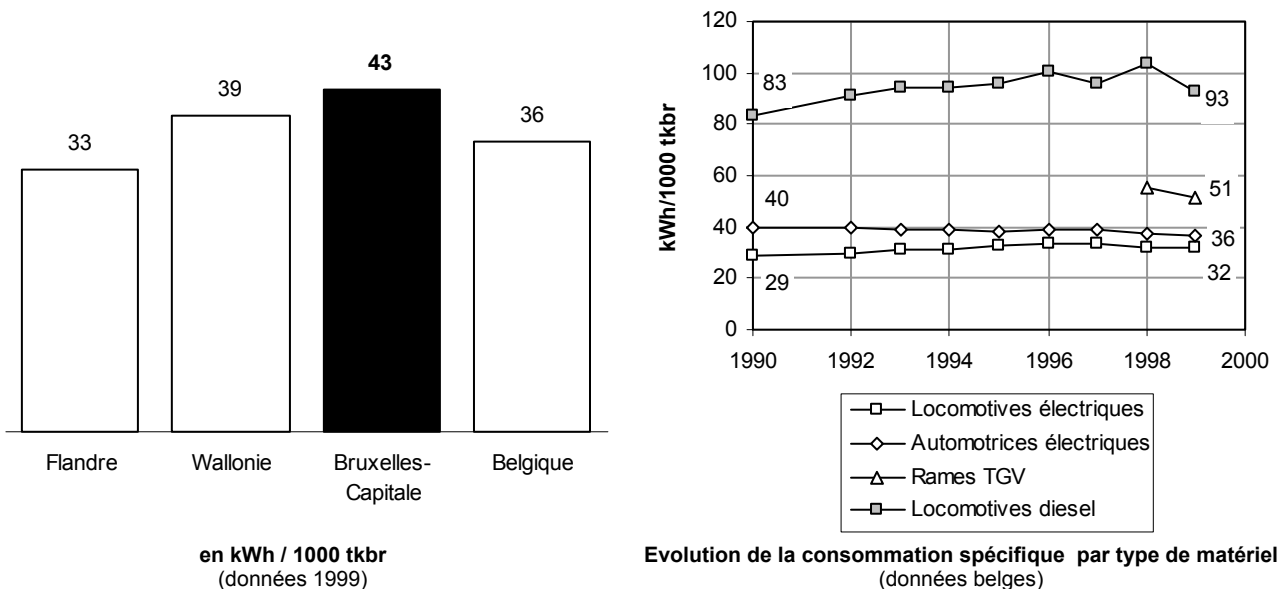 33
39
43
36
Flandre
Wallonie
Bruxelles-
Capitale
Belgique
en kWh / 1000 tkbr
(données 1999)
kWh/1000 tkbr
120
100
80
60
40
20
0
83
93
51
40
36
29
32
1990
1992
1994
1996
1998
2000
Locomotives électriques
Automotrices électriques
Rames TGV
Locomotives diesel
Evolution de la consommation spécifique par type de matériel
(données belges)